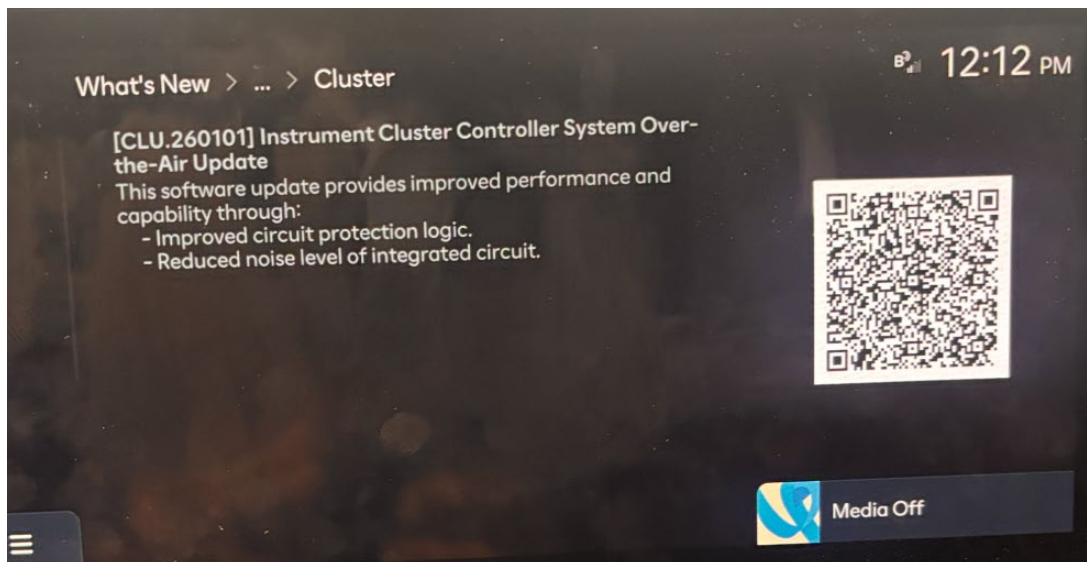 What's New > ... > Cluster
12:12 PM
[CLU.260101] Instrument Cluster Controller System Over-
the-Air Update
This software update provides improved performance and
capability through:
- Improved circuit protection logic.
- Reduced noise level of integrated circuit.
Media Off